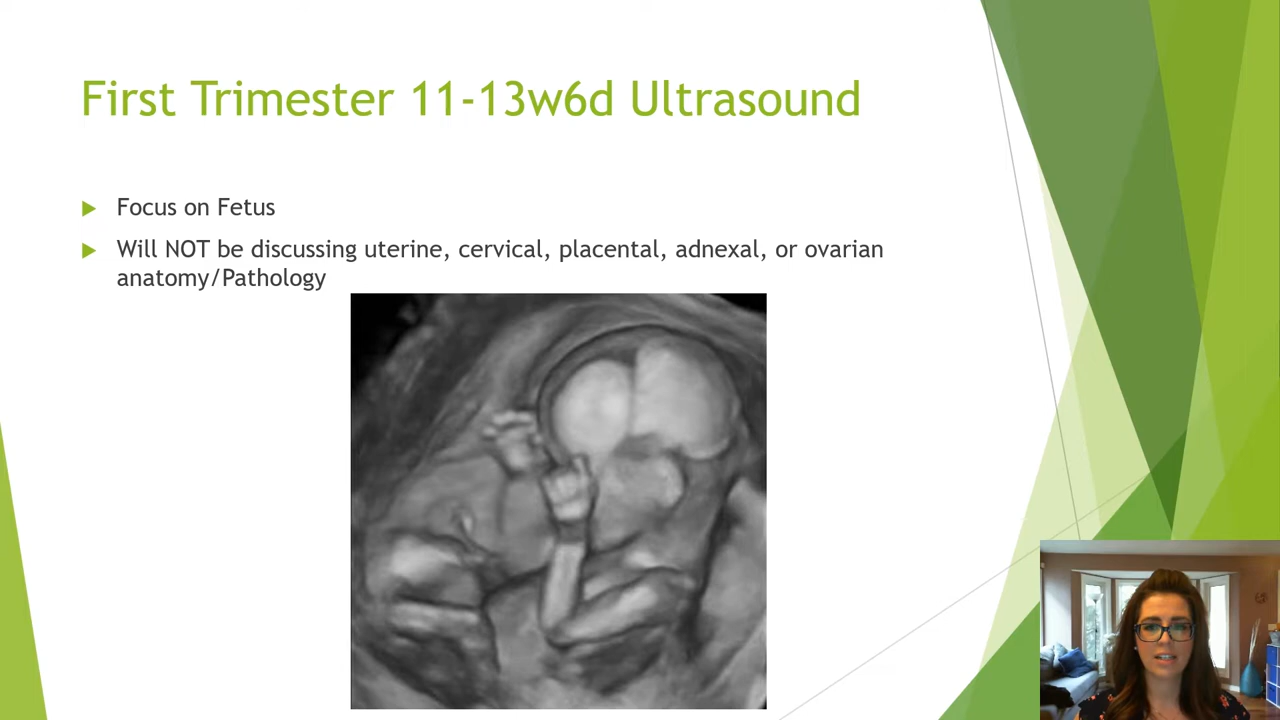 First Trimester 11-13w6d Ultrasound
Focus on Fetus
Will NOT be discussing uterine, cervical, placental, adnexal, or ovarian
anatomy/Pathology